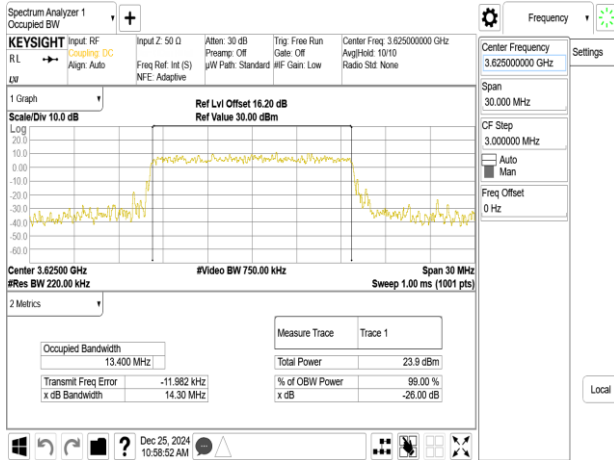 Spectrum Analyzer 1
Occupied BW
KEYSIGHT
RL
LXI
Input: RF
Coupling: DC
Align: Auto
Input Z: 50 Ω
Freq Ref: Int (S)
NFE: Adaptive
Atten: 30 dB
Preamp: Off
µW Path: Standard
Trig: Free Run
Gate: Off
#IF Gain: Low
Center Freq: 3.625000000 GHz
Avg|Hold: 10/10
Radio Std: None
1 Graph
Scale/Div 10.0 dB
Ref Lvl Offset 16.20 dB
Ref Value 30.00 dBm
Log
20.0
10.0
0.00
-10.0
-20.0
-30.0
-40.0
-50.0
-60.0
Center 3.62500 GHz
#Res BW 220.00 kHz
#Video BW 750.00 kHz
Span 30 MHz
Sweep 1.00 ms (1001 pts)
2 Metrics
Occupied Bandwidth
13.400 MHz
Transmit Freq Error -11.982 kHz
x dB Bandwidth 14.30 MHz
Measure Trace Trace 1
Total Power 23.9 dBm
% of OBW Power 99.00 %
x dB -26.00 dB
?
Dec 25, 2024
10:58:52 AM
Frequency
Center Frequency
3.625000000 GHz
Span
30.000 MHz
CF Step
3.000000 MHz
Auto
Man
Freq Offset
0 Hz
Settings
Local